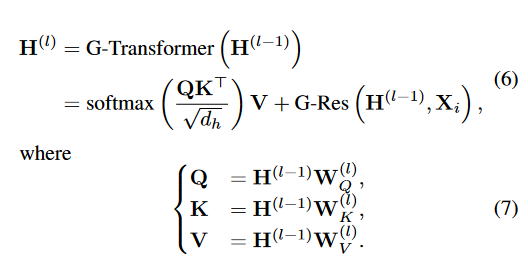 H^{(l)} = G-Transformer(H^{(l-1)})
= softmax(QK^⊤ / √d_h) V + G-Res(H^{(l-1)}, X_i), (6)
where
{ Q = H^{(l-1)}W_Q^{(l)},
K = H^{(l-1)}W_K^{(l)}, (7)
V = H^{(l-1)}W_V^{(l)}.